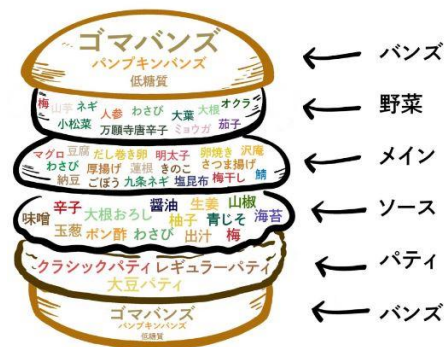 ゴマバンズ
パンプキンバンズ
低糖質
バンズ
梅 山芋 ネギ 人参 わさび 大葉 大根 オクラ
小松菜 万願寺唐辛子 ミョウガ 茄子
野菜
マグロ 豆腐 だし巻き卵 明太子 卵焼き 沢庵
わさび 厚揚げ 蓮根 きのこ さつま揚げ
納豆 ごぼう 九条ネギ 塩昆布 梅干し 鯖
メイン
味噌 辛子 大根おろし 醤油 生姜 山椒
玉葱 ポン酢 わさび 柚子 出汁 青じそ 梅 海苔
ソース
クラシックパティ レギュラーパティ
大豆パティ
パティ
ゴマバンズ
パンプキンバンズ
低糖質
バンズ